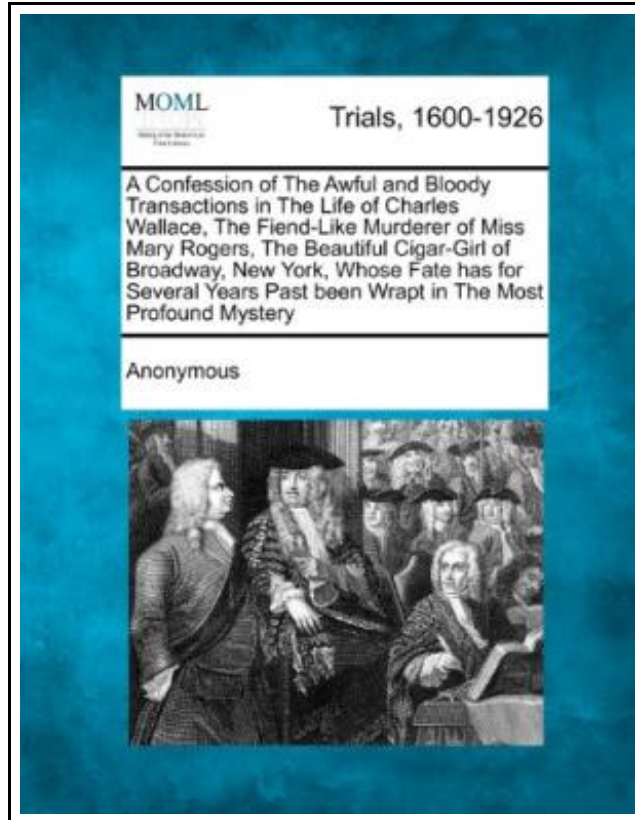 MOML
Trials, 1600-1926
A Confession of The Awful and Bloody
Transactions in The Life of Charles
Wallace, The Fiend-Like Murderer of Miss
Mary Rogers, The Beautiful Cigar-Girl of
Broadway, New York, Whose Fate has for
Several Years Past been Wrapt in The Most
Profound Mystery
Anonymous